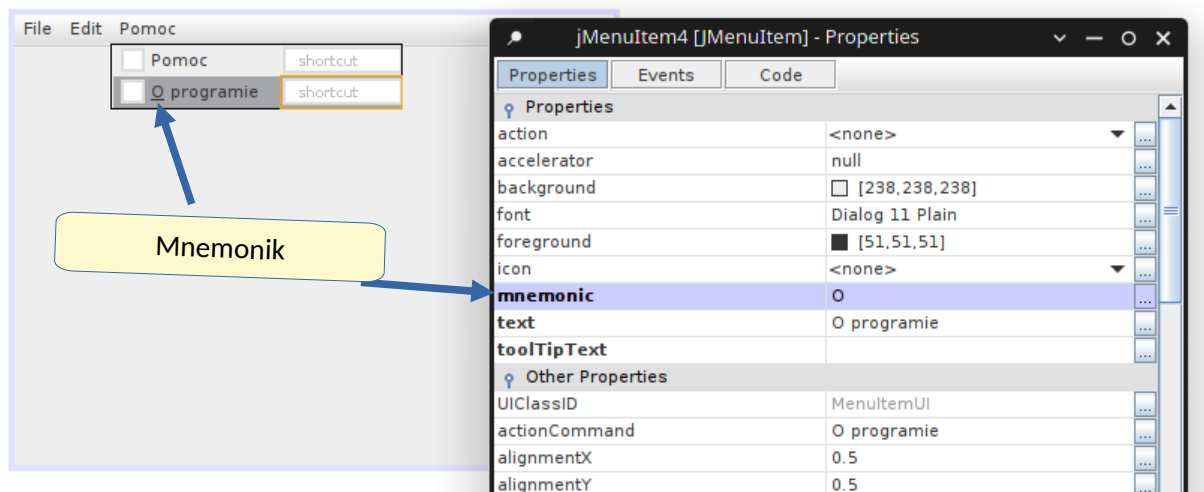 File Edit Pomoc
Pomoc shortcut
O programie shortcut
Mnemonik
jMenuItem4 [JMenuItem] - Properties
Properties Events Code
Properties
action <none> ...
accelerator null ...
background [238,238,238] ...
font Dialog 11 Plain ...
foreground [51,51,51] ...
icon <none> ...
mnemonic O ...
text O programie ...
toolTipText ...
Other Properties
UIClassID MenuItemUI ...
actionCommand O programie ...
alignmentX 0.5 ...
alignmentY 0.5 ...